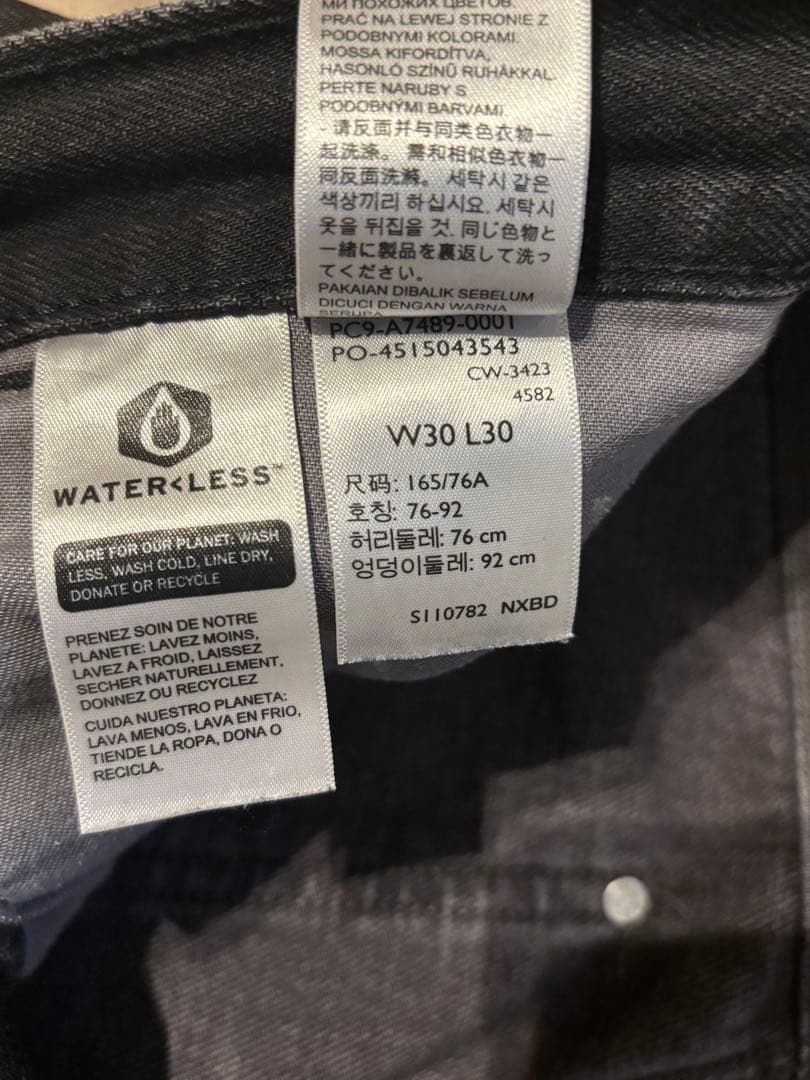 МИ ПОХОЖИХ ЦВЕТОВ.
PRAĆ NA LEWEJ STRONIE Z
PODOBNYMI KOLORAMI.
MOSSA KIFORDÍTVA,
HASONLÓ SZÍNŰ RUHÁKKAL.
PERTE NARUBY S
PODOBNÝMI BARVAMI.
- 请反面并与同类色衣物一
起洗涤。需和相似色衣物一
同反面洗滌。세탁시 같은
색상끼리 하십시요. 세탁시
옷을 뒤집을 것. 同じ色物と
一緒に製品を裏返して洗っ
てください。
PAKAIAN DIBALIK SEBELUM
DICUCI DENGAN WARNA
SERUPA
PC9-A7489-0001
PO-4515043543
CW-3423
4582
W30 L30
尺码: 165/76A
호칭: 76-92
허리둘레: 76 cm
엉덩이둘레: 92 cm
S110782 NXBD
WATER<LESS™
CARE FOR OUR PLANET: WASH
LESS, WASH COLD, LINE DRY,
DONATE OR RECYCLE
PRENEZ SOIN DE NOTRE
PLANETE: LAVEZ MOINS,
LAVEZ A FROID, LAISSEZ
SECHER NATURELLEMENT,
DONNEZ OU RECYCLEZ
CUIDA NUESTRO PLANETA:
LAVA MENOS, LAVA EN FRIO,
TIENDE LA ROPA, DONA O
RECICLA.